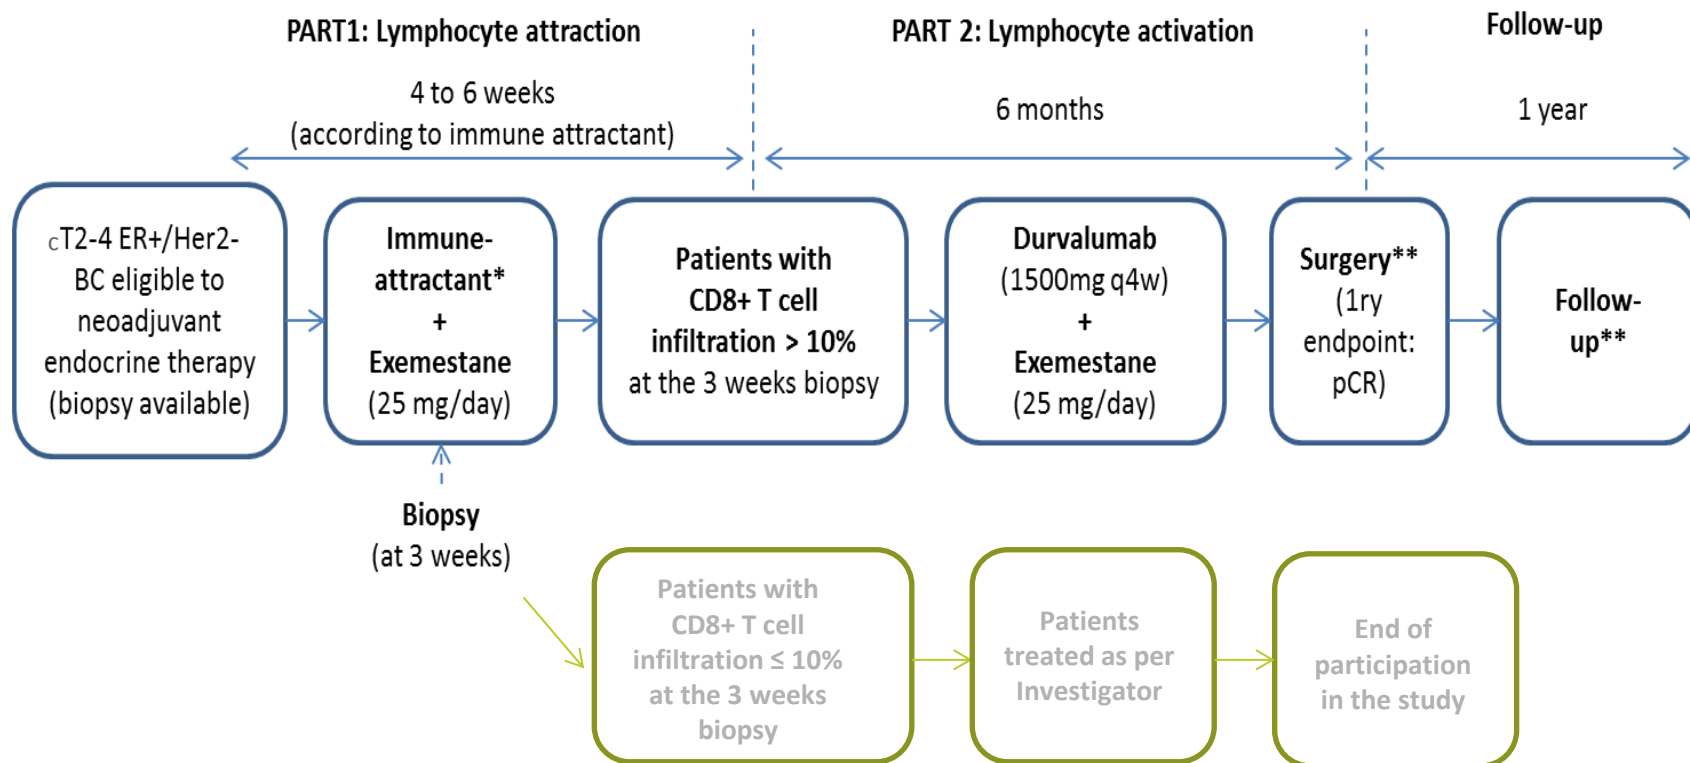 PART1: Lymphocyte attraction
PART 2: Lymphocyte activation
Follow-up
4 to 6 weeks
(according to immune attractant)
6 months
1 year
cT2-4 ER+/Her2-
BC eligible to
neoadjuvant
endocrine therapy
(biopsy available)
Immune-
attractant*
+
Exemestane
(25 mg/day)
Patients with
CD8+ T cell
infiltration > 10%
at the 3 weeks biopsy
Durvalumab
(1500mg q4w)
+
Exemestane
(25 mg/day)
Surgery**
(1ry
endpoint:
pCR)
Follow-
up**
Biopsy
(at 3 weeks)
Patients with
CD8+ T cell
infiltration ≤ 10%
at the 3 weeks
biopsy
Patients
treated as per
Investigator
End of
participation
in the study